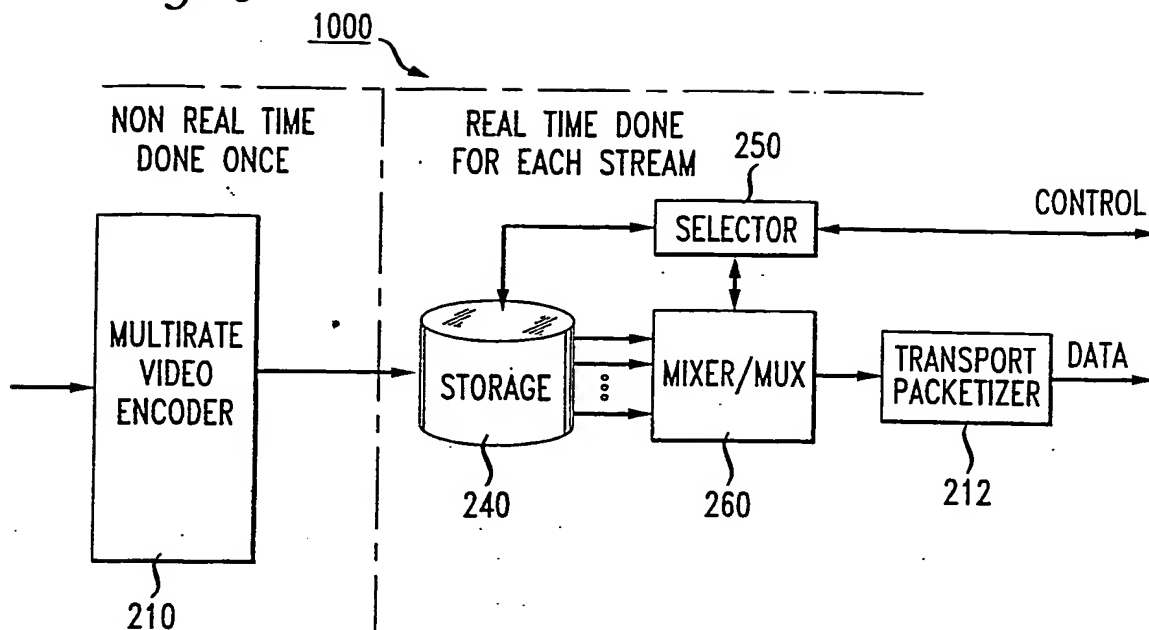 1000
NON REAL TIME
DONE ONCE
REAL TIME DONE
FOR EACH STREAM
250
SELECTOR
CONTROL
MULTIRATE
VIDEO
ENCODER
STORAGE
MIXER/MUX
TRANSPORT
PACKETIZER
DATA
240
260
212
210